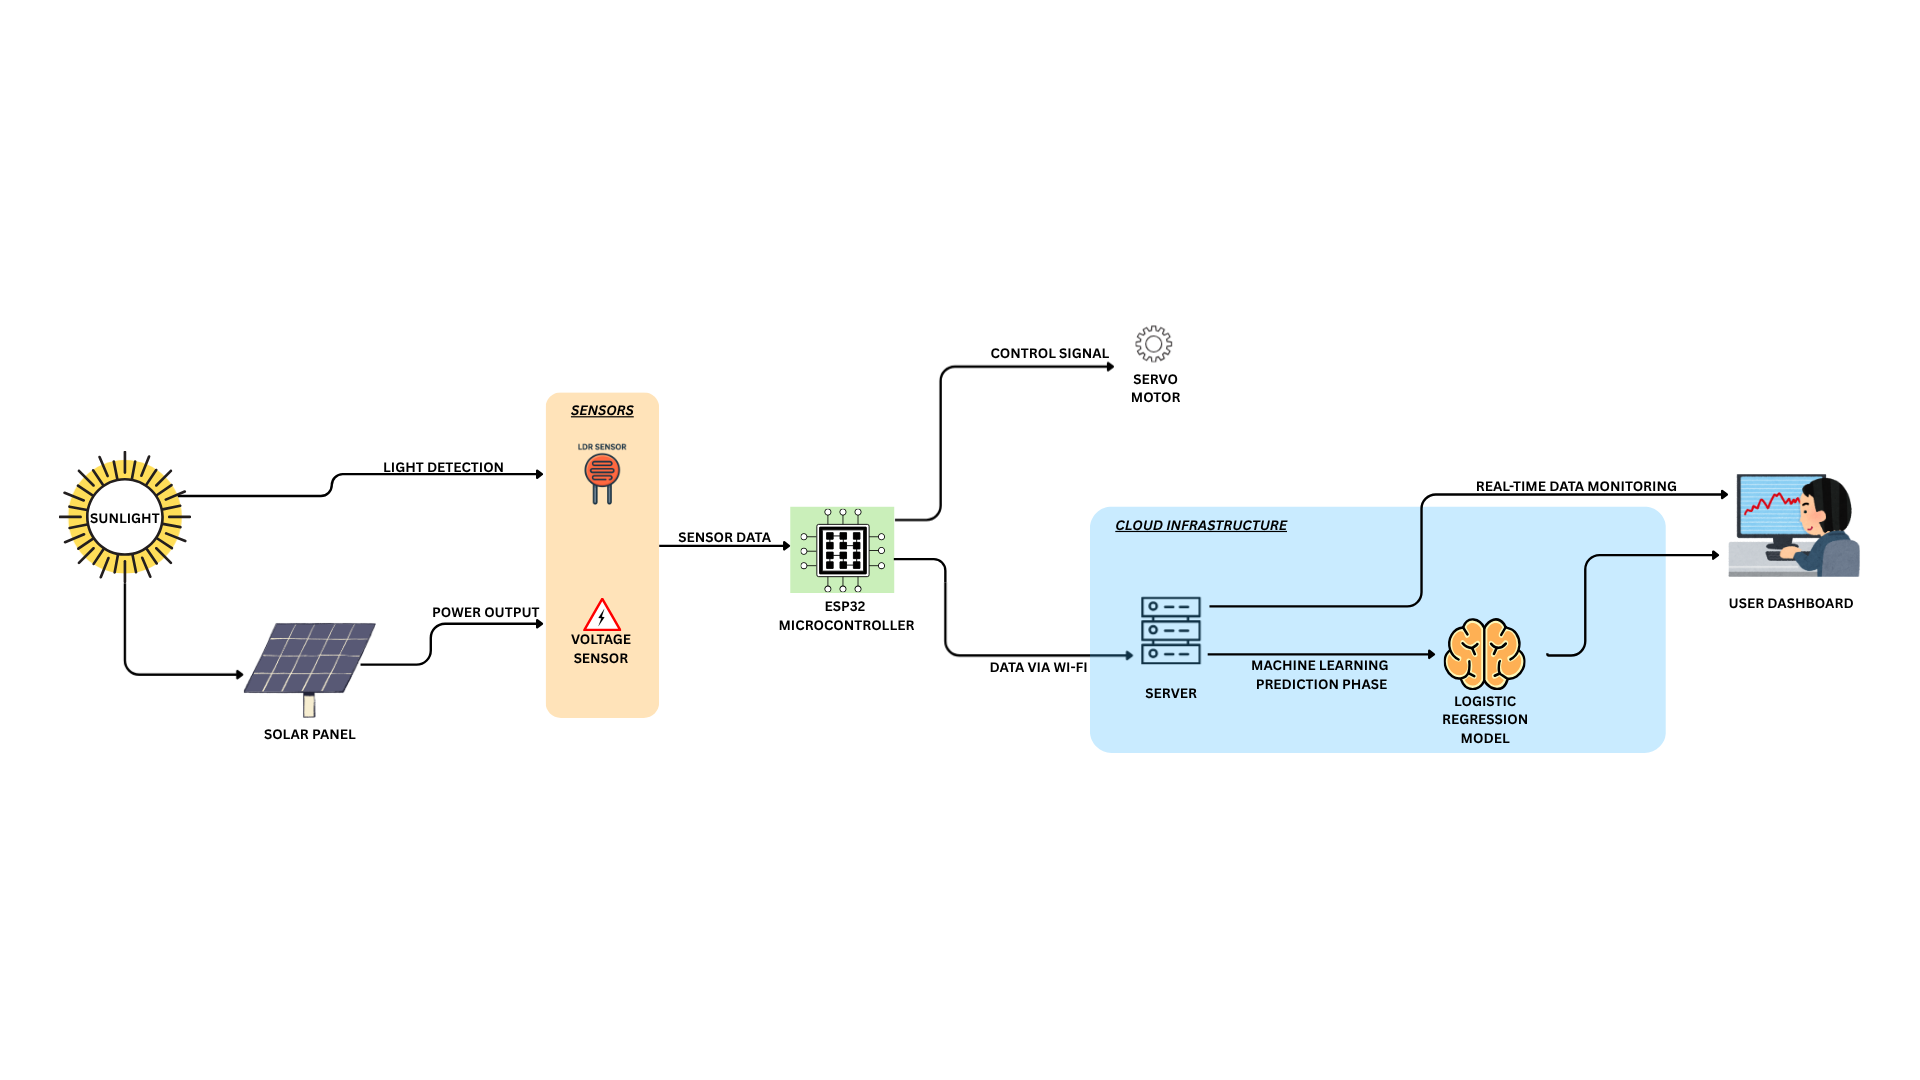 SUNLIGHT
SOLAR PANEL
LIGHT DETECTION
POWER OUTPUT
SENSORS
LDR SENSOR
VOLTAGE
SENSOR
SENSOR DATA
ESP32
MICROCONTROLLER
CONTROL SIGNAL
SERVO
MOTOR
DATA VIA WI-FI
CLOUD INFRASTRUCTURE
SERVER
MACHINE LEARNING
PREDICTION PHASE
LOGISTIC
REGRESSION
MODEL
REAL-TIME DATA MONITORING
USER DASHBOARD